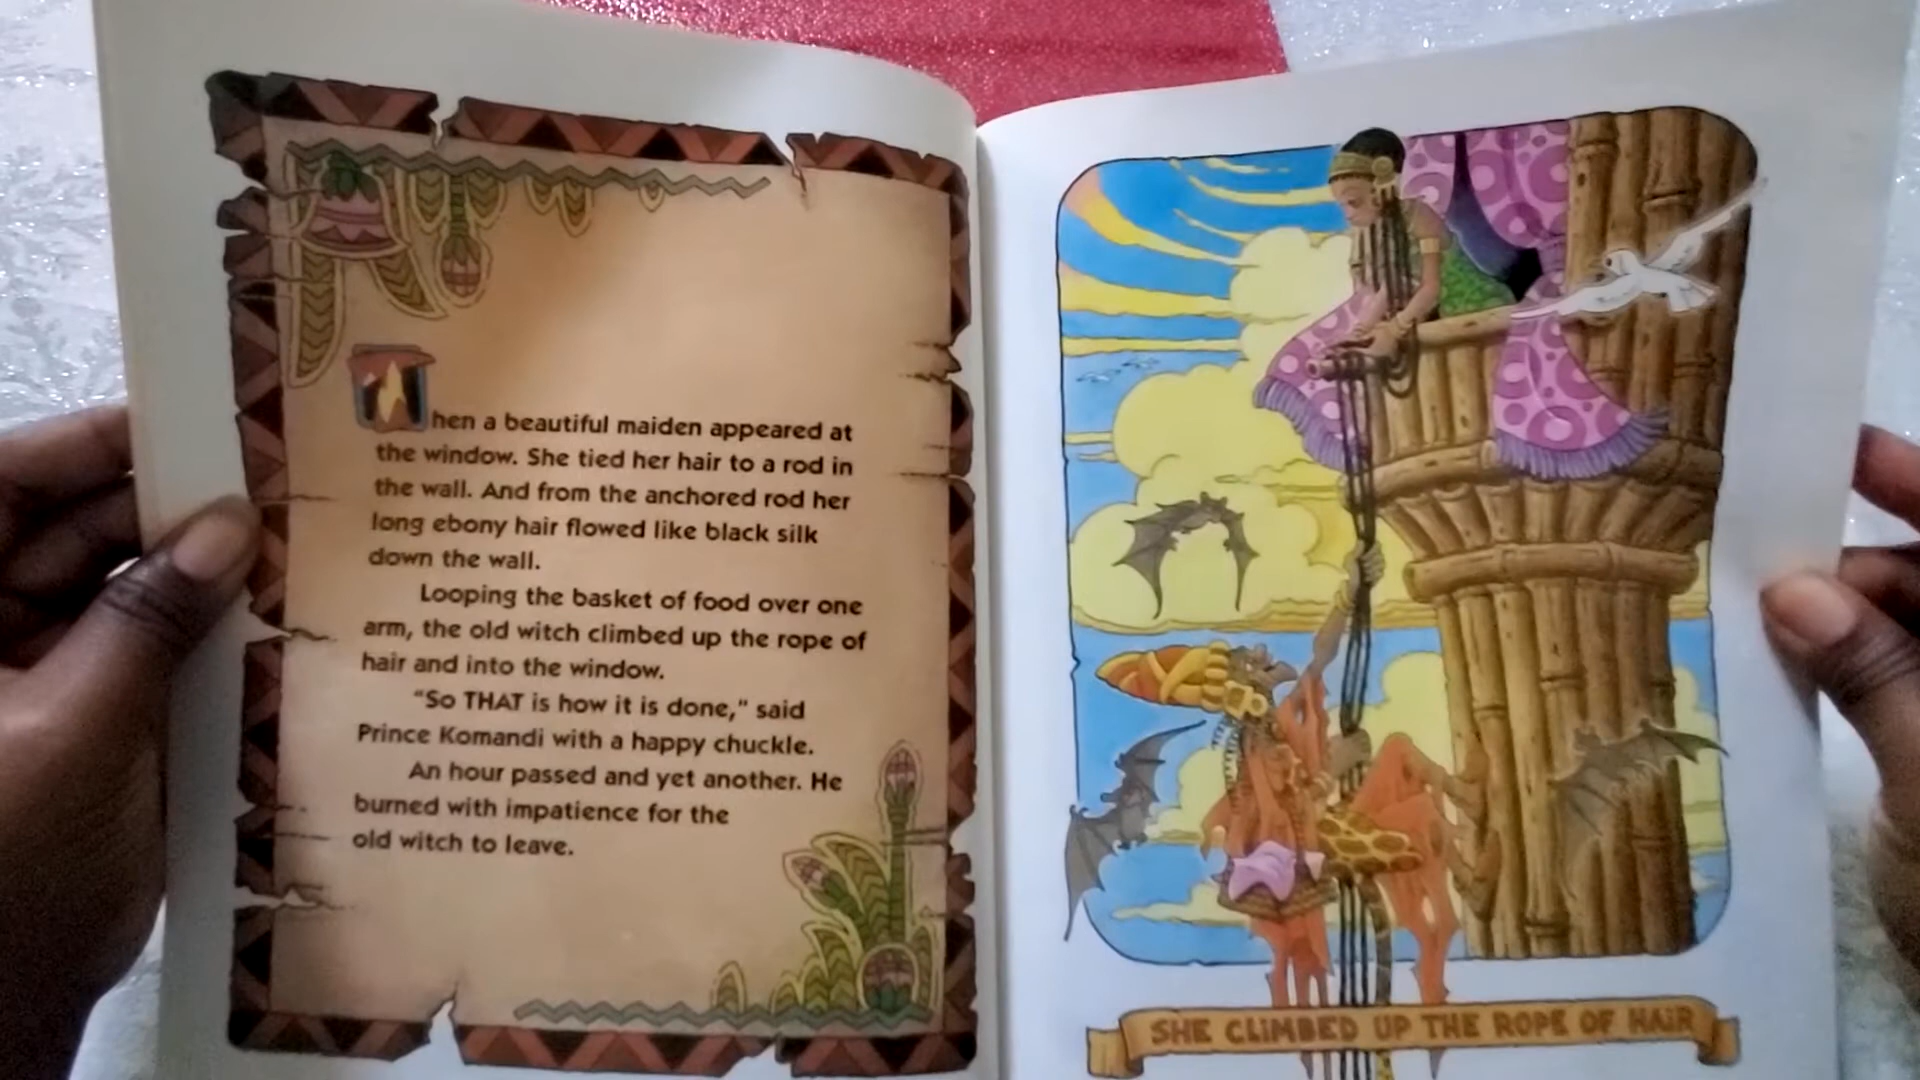 Then a beautiful maiden appeared at
the window. She tied her hair to a rod in
the wall. And from the anchored rod her
long ebony hair flowed like black silk
down the wall.
Looping the basket of food over one
arm, the old witch climbed up the rope of
hair and into the window.
"So THAT is how it is done," said
Prince Komandi with a happy chuckle.
An hour passed and yet another. He
burned with impatience for the
old witch to leave.
SHE CLIMBED UP THE ROPE OF HAIR